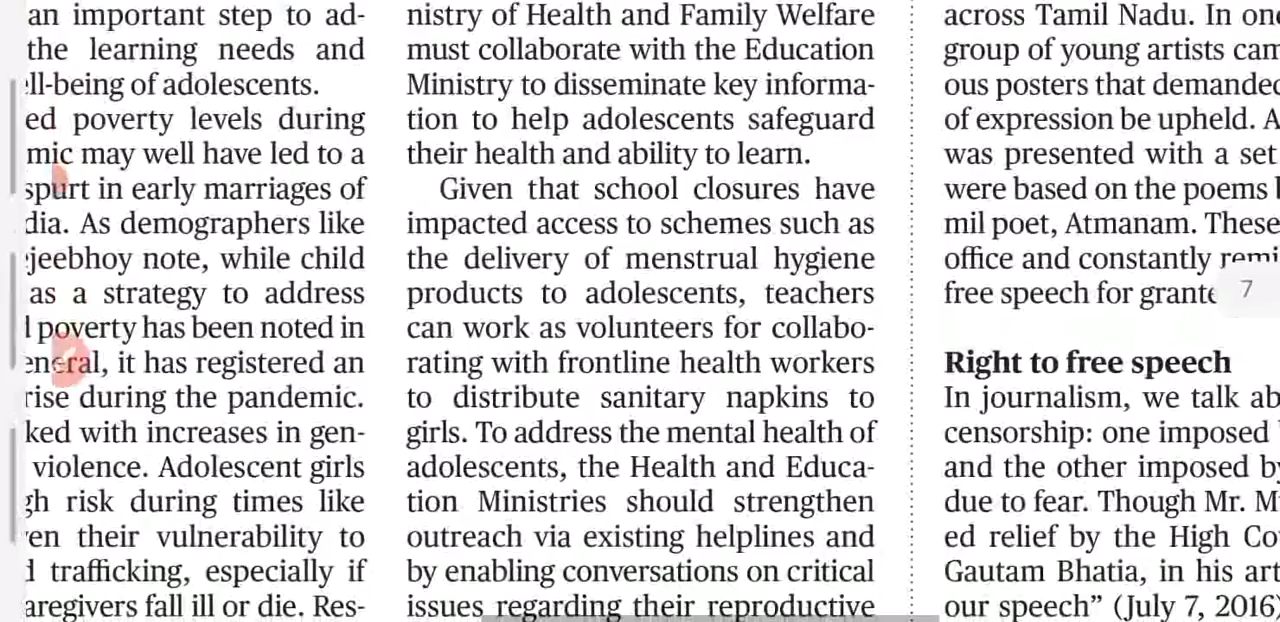 an important step to ad-
the learning needs and
ll-being of adolescents.
ed poverty levels during
mic may well have led to a
spurt in early marriages of
dia. As demographers like
jeebhoy note, while child
as a strategy to address
poverty has been noted in
eneral, it has registered an
rise during the pandemic.
ked with increases in gen-
violence. Adolescent girls
gh risk during times like
en their vulnerability to
trafficking, especially if
aregivers fall ill or die. Res-
nistry of Health and Family Welfare
must collaborate with the Education
Ministry to disseminate key informa-
tion to help adolescents safeguard
their health and ability to learn.
Given that school closures have
impacted access to schemes such as
the delivery of menstrual hygiene
products to adolescents, teachers
can work as volunteers for collabo-
rating with frontline health workers
to distribute sanitary napkins to
girls. To address the mental health of
adolescents, the Health and Educa-
tion Ministries should strengthen
outreach via existing helplines and
by enabling conversations on critical
issues regarding their reproductive
across Tamil Nadu. In one
group of young artists cam
ous posters that demanded
of expression be upheld. A
was presented with a set
were based on the poems
mil poet, Atmanam. These
office and constantly remi
free speech for grante
7
Right to free speech
In journalism, we talk ab
censorship: one imposed
and the other imposed by
due to fear. Though Mr. M
ed relief by the High Co
Gautam Bhatia, in his art
our speech” (July 7, 2016)